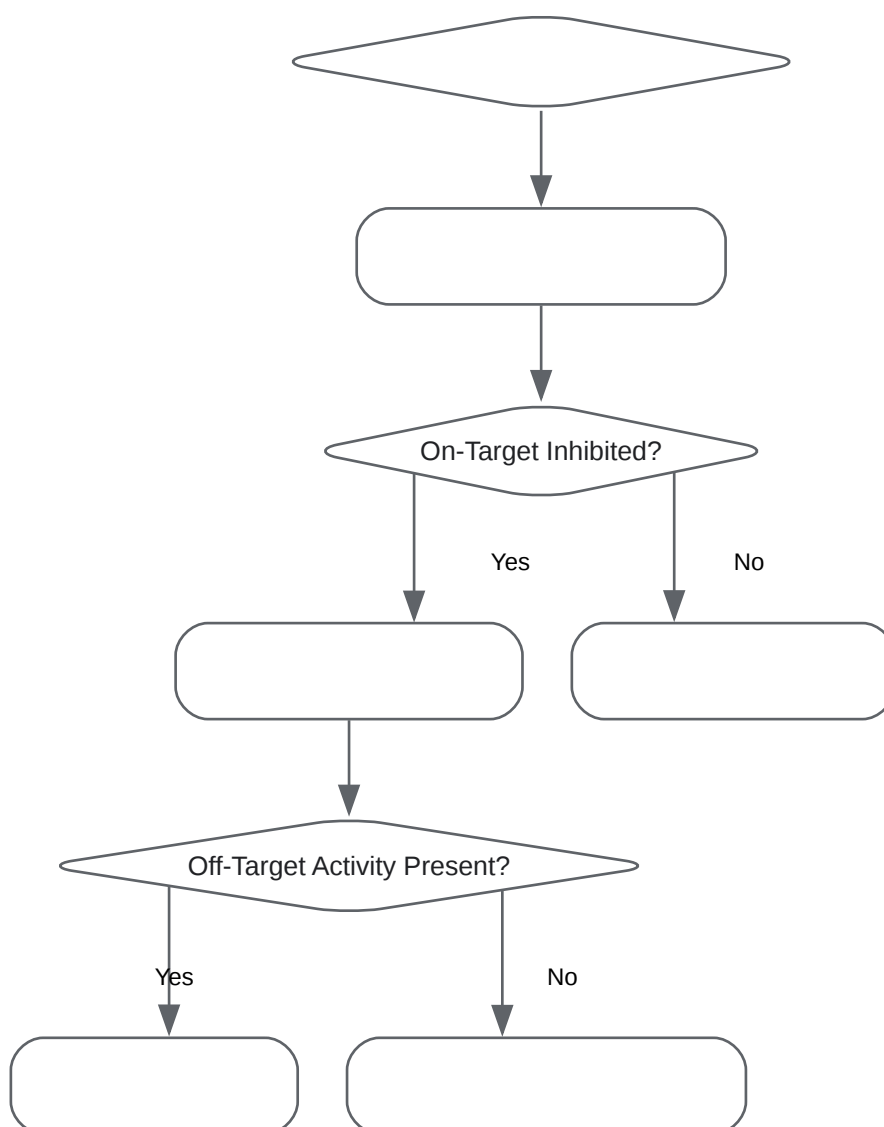 On-Target Inhibited?
Yes
No
Off-Target Activity Present?
Yes
No